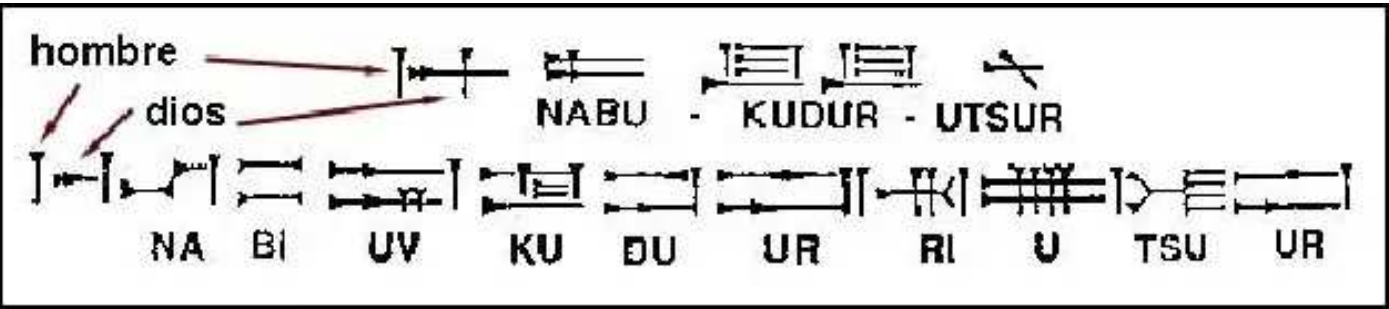 hombre
dios
NABU - KUDUR - UTSUR
NA BI UV KU DU UR RI U TSU UR